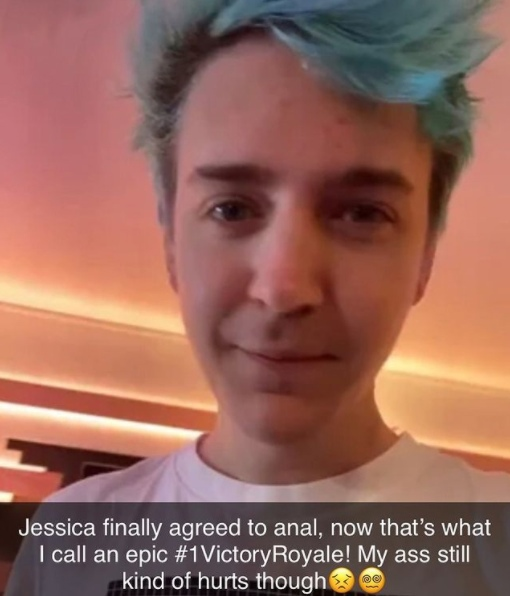 Jessica finally agreed to anal, now that's what
I call an epic #1VictoryRoyale! My ass still
kind of hurts though😣😵‍💫